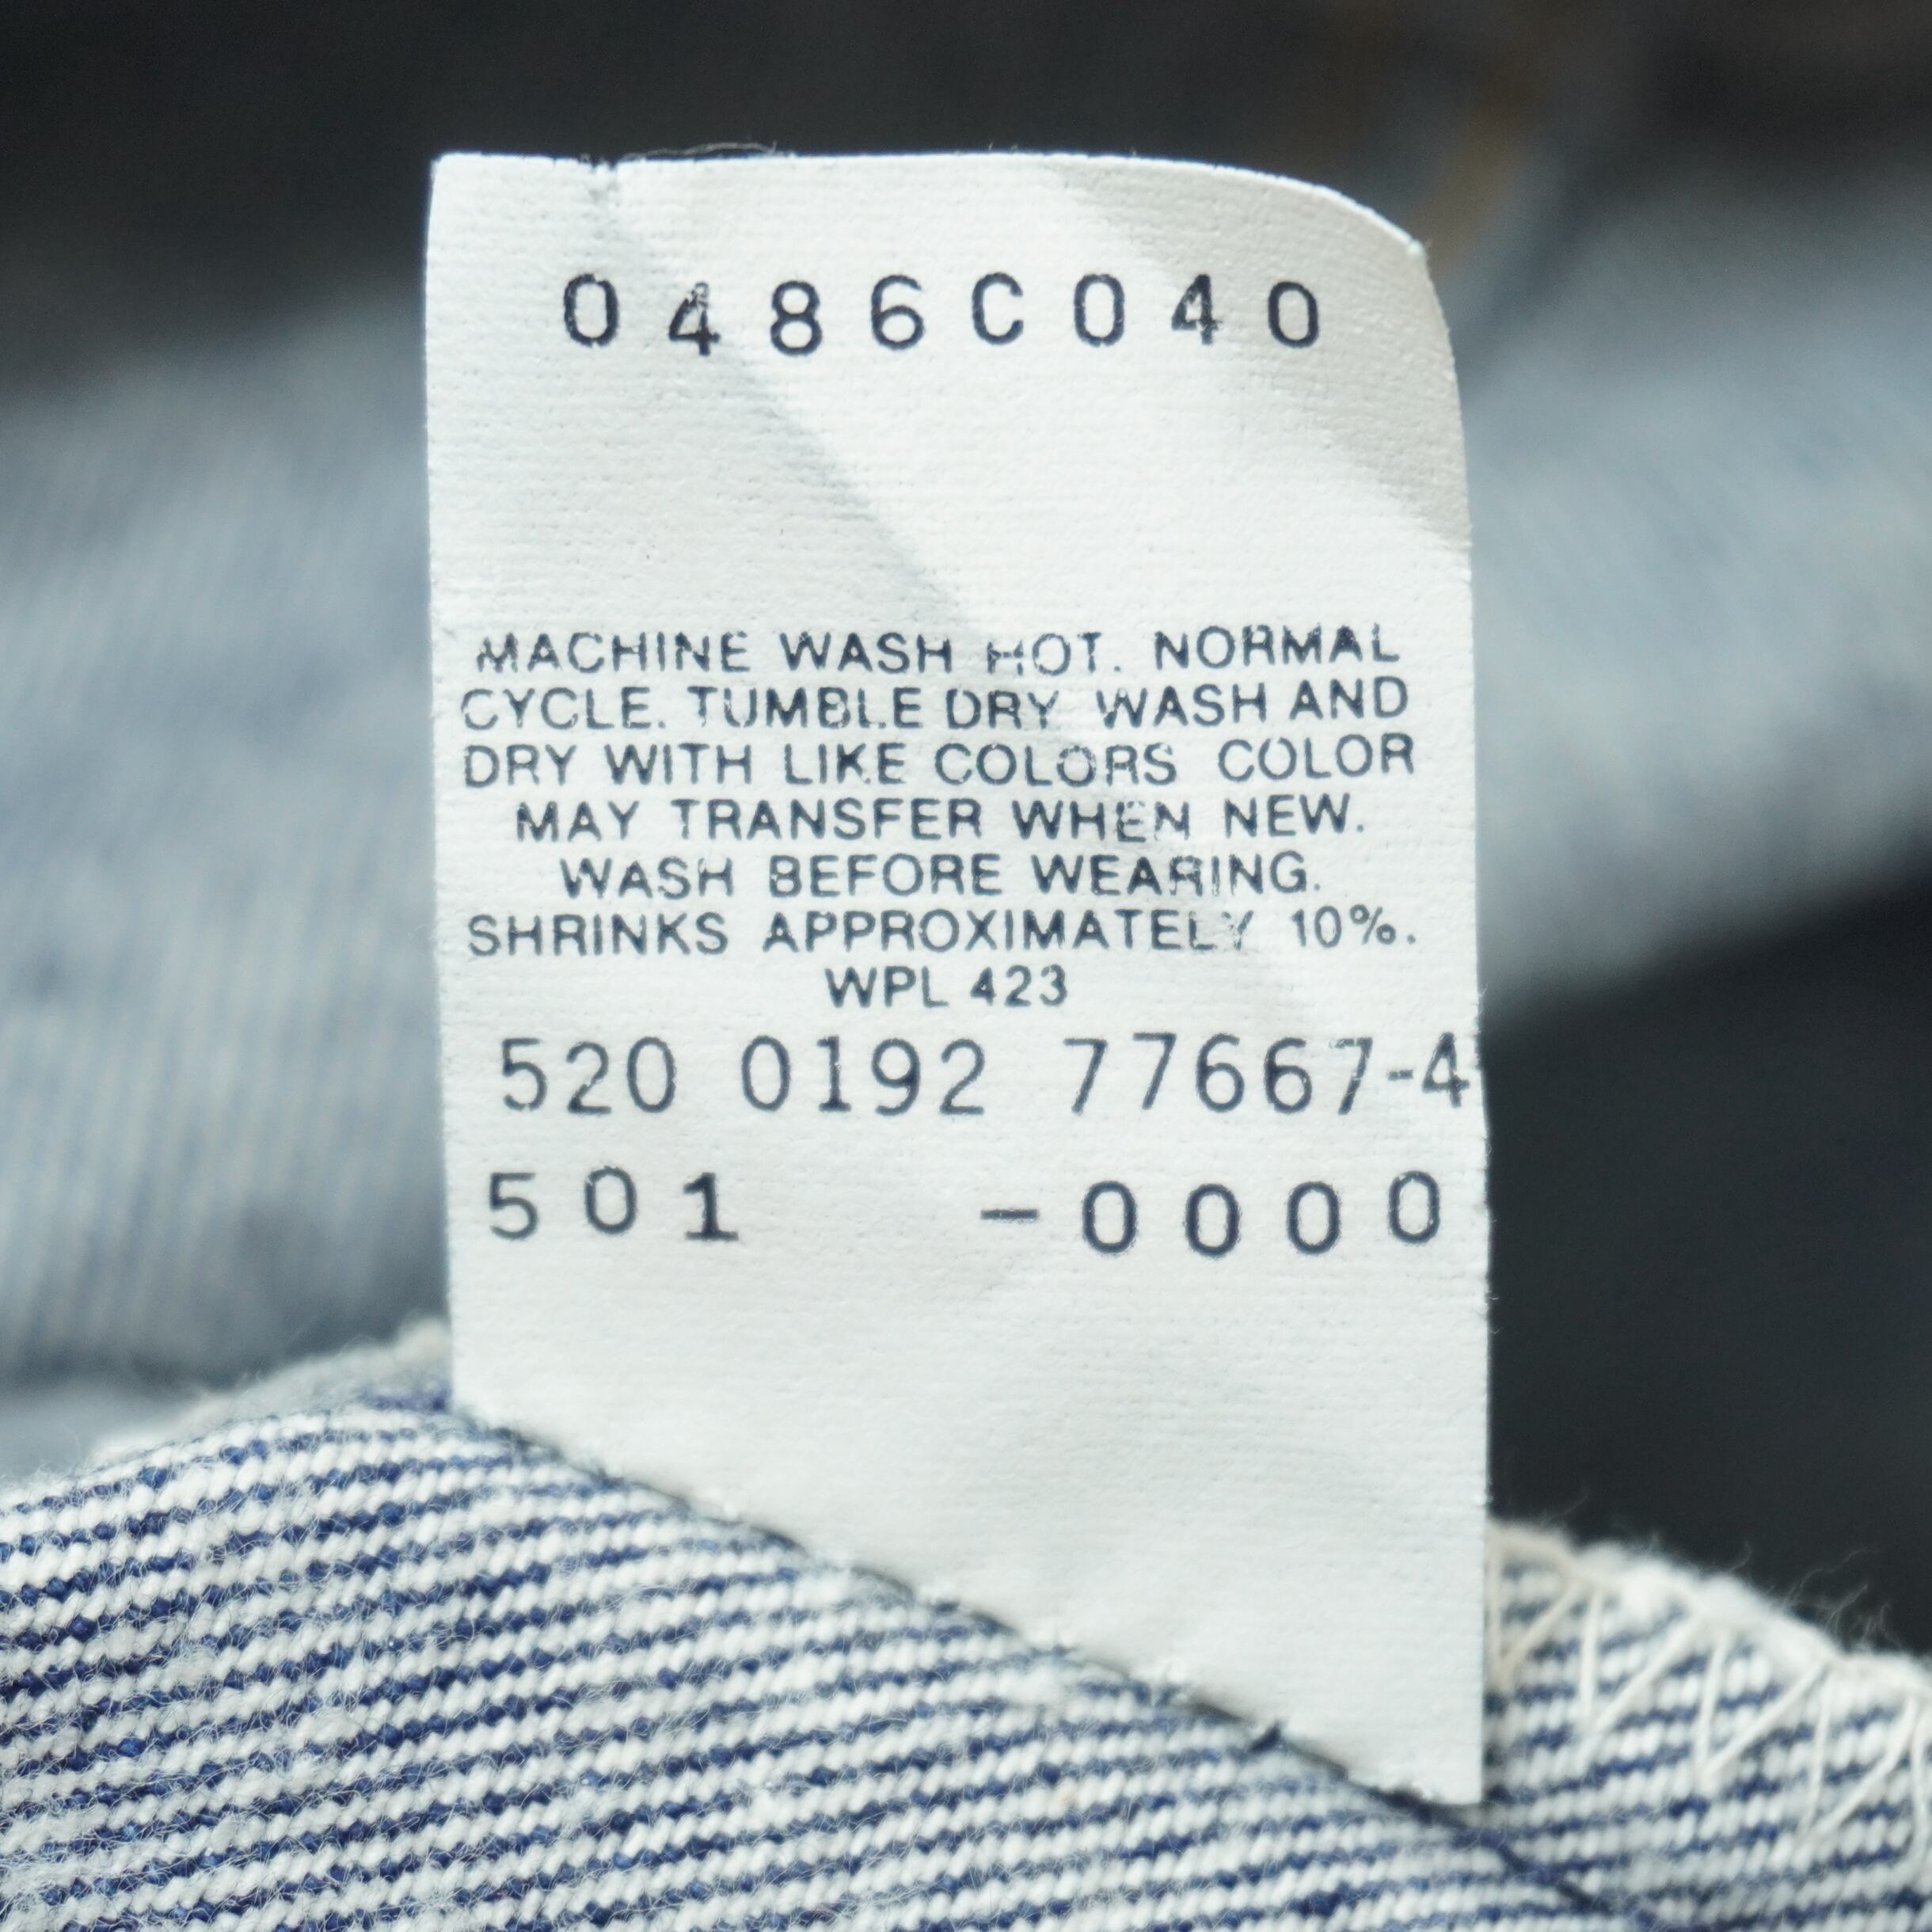 0486C040
MACHINE WASH HOT. NORMAL
CYCLE. TUMBLE DRY WASH AND
DRY WITH LIKE COLORS COLOR
MAY TRANSFER WHEN NEW.
WASH BEFORE WEARING.
SHRINKS APPROXIMATELY 10%.
WPL 423
520 0192 77667-4
501 -0000